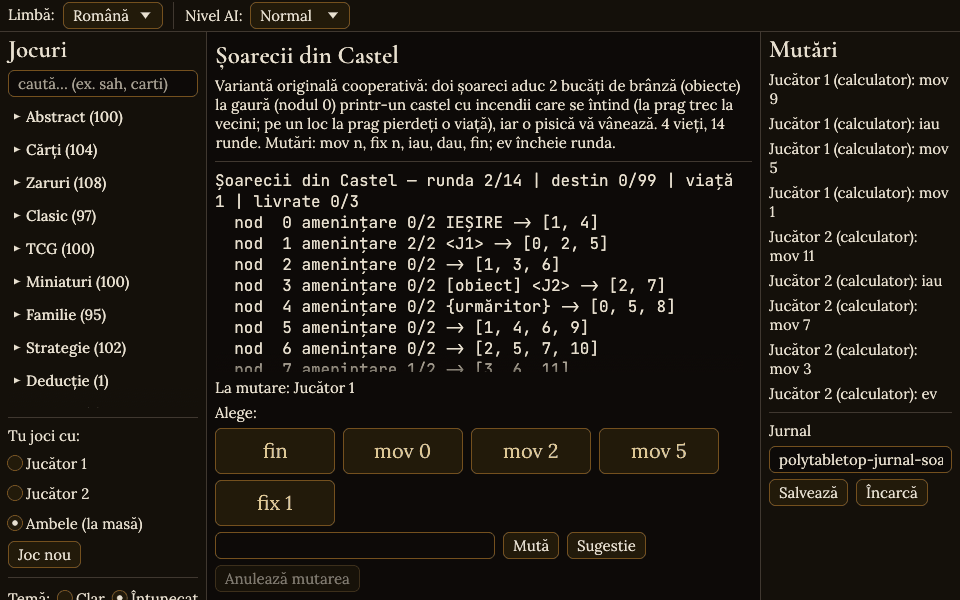 Limbă: Română ▼ Nivel AI: Normal ▼
Jocuri
caută... (ex. sah, carti)
▸ Abstract (100)
▸ Cărți (104)
▸ Zaruri (108)
▸ Clasic (97)
▸ TCG (100)
▸ Miniaturi (100)
▸ Familie (95)
▸ Strategie (102)
▸ Deducție (1)
Tu joci cu:
Jucător 1
Jucător 2
Ambele (la masă)
Joc nou
Temă: Clar Întunecat
Șoarecii din Castel
Variantă originală cooperativă: doi șoareci aduc 2 bucăți de brânză (obiecte)
la gaură (nodul 0) printr-un castel cu incendii care se întind (la prag trec la
vecini; pe un loc la prag pierdeți o viață), iar o pisică vă vânează. 4 vieți, 14
runde. Mutări: mov n, fix n, iau, dau, fin; ev încheie runda.
Șoarecii din Castel — runda 2/14 | destin 0/99 | viață
1 | livrate 0/3
nod 0 amenințare 0/2 IEȘIRE -> [1, 4]
nod 1 amenințare 2/2 <J1> -> [0, 2, 5]
nod 2 amenințare 0/2 -> [1, 3, 6]
nod 3 amenințare 0/2 [obiect] <J2> -> [2, 7]
nod 4 amenințare 0/2 {urmăritor} -> [0, 5, 8]
nod 5 amenințare 0/2 -> [1, 4, 6, 9]
nod 6 amenințare 0/2 -> [2, 5, 7, 10]
nod 7 amenințare 1/2 -> [3, 6, 11]
La mutare: Jucător 1
Alege:
fin mov 0 mov 2 mov 5
fix 1
Mută Sugestie
Anulează mutarea
Mutări
Jucător 1 (calculator): mov
9
Jucător 1 (calculator): iau
Jucător 1 (calculator): mov
5
Jucător 1 (calculator): mov
1
Jucător 2 (calculator):
mov 11
Jucător 2 (calculator): iau
Jucător 2 (calculator):
mov 7
Jucător 2 (calculator):
mov 3
Jucător 2 (calculator): ev
Jurnal
polytabletop-jurnal-soa
Salvează Încarcă